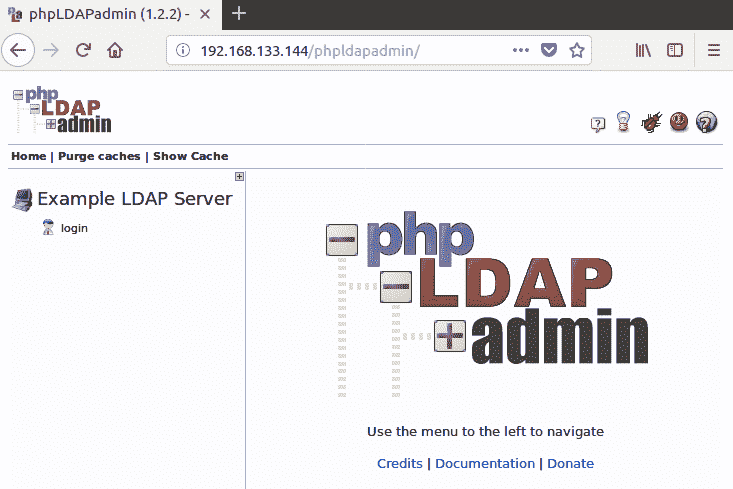 phpLDAPadmin (1.2.2) -
192.168.133.144/phpldapadmin/
php
LDAP
admin
Home | Purge caches | Show Cache
Example LDAP Server
login
php
LDAP
admin
Use the menu to the left to navigate
Credits | Documentation | Donate